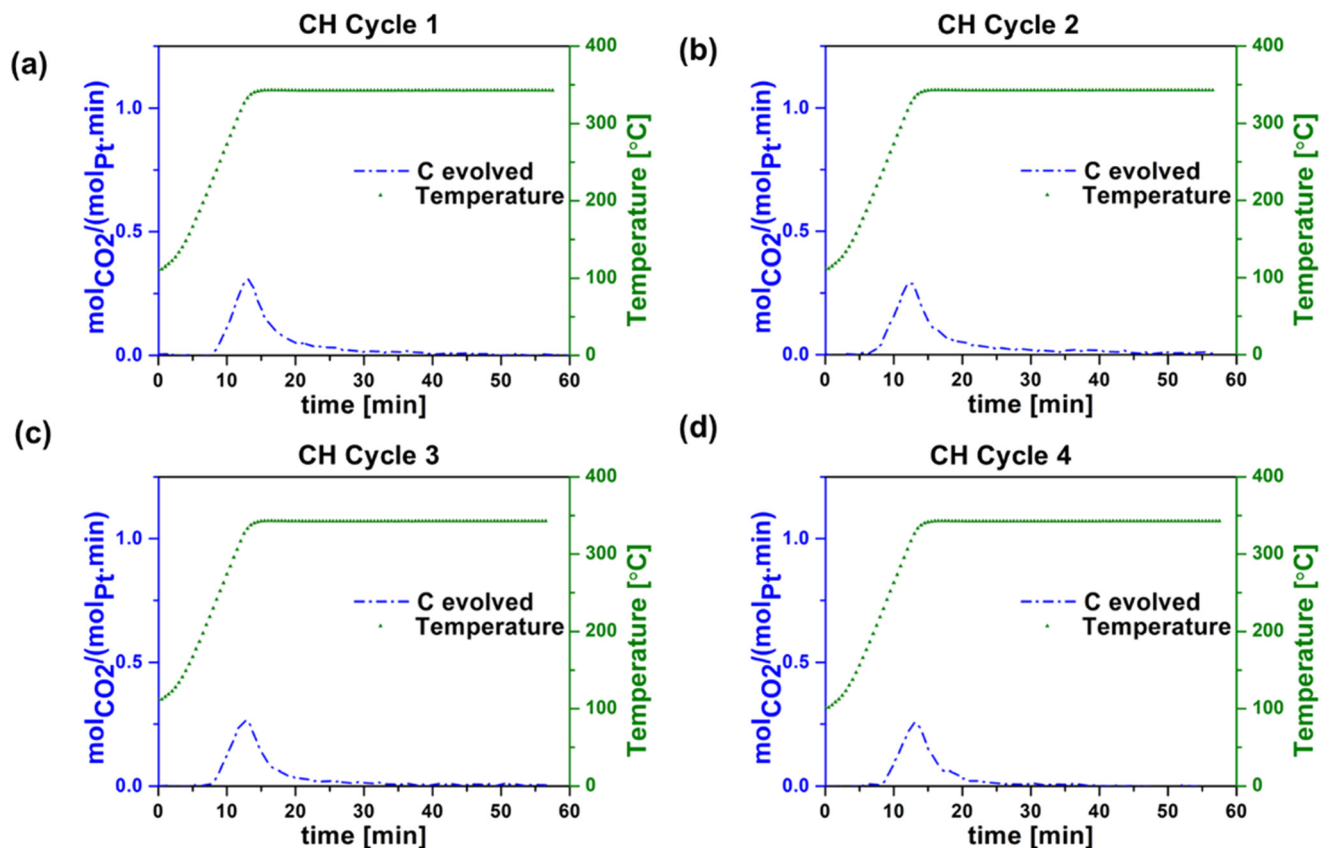 CH Cycle 1
(a)
molCO2/(molPt.min)
1.0
0.5
0.0
400
300
200
100
0
Temperature [°C]
C evolved
Temperature
0 10 20 30 40 50 60
time [min]
CH Cycle 2
(b)
molCO2/(molPt.min)
1.0
0.5
0.0
400
300
200
100
0
Temperature [°C]
C evolved
Temperature
0 10 20 30 40 50 60
time [min]
CH Cycle 3
(c)
molCO2/(molPt.min)
1.0
0.5
0.0
400
300
200
100
0
Temperature [°C]
C evolved
Temperature
0 10 20 30 40 50 60
time [min]
CH Cycle 4
(d)
molCO2/(molPt.min)
1.0
0.5
0.0
400
300
200
100
0
Temperature [°C]
C evolved
Temperature
0 10 20 30 40 50 60
time [min]